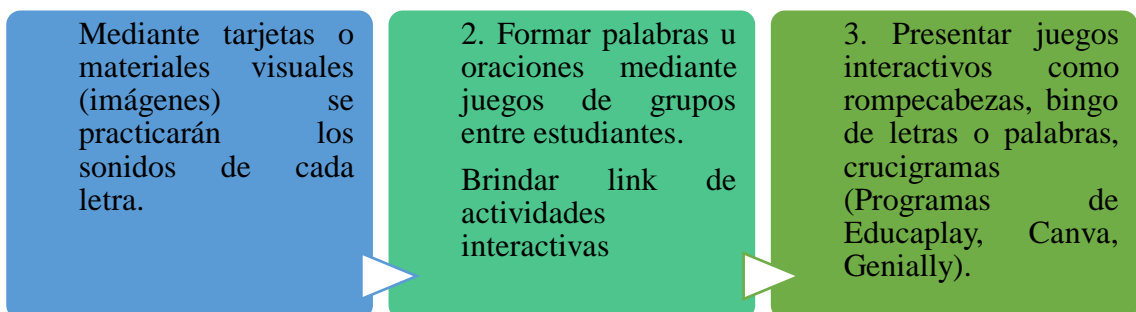 Mediante tarjetas o
materiales visuales
(imágenes) se
practicarán los
sonidos de cada
letra.
2. Formar palabras u
oraciones mediante
juegos de grupos
entre estudiantes.
Brindar link de
actividades
interactivas
3. Presentar juegos
interactivos como
rompecabezas, bingo
de letras o palabras,
crucigramas
(Programas de
Educaplay, Canva,
Genially).